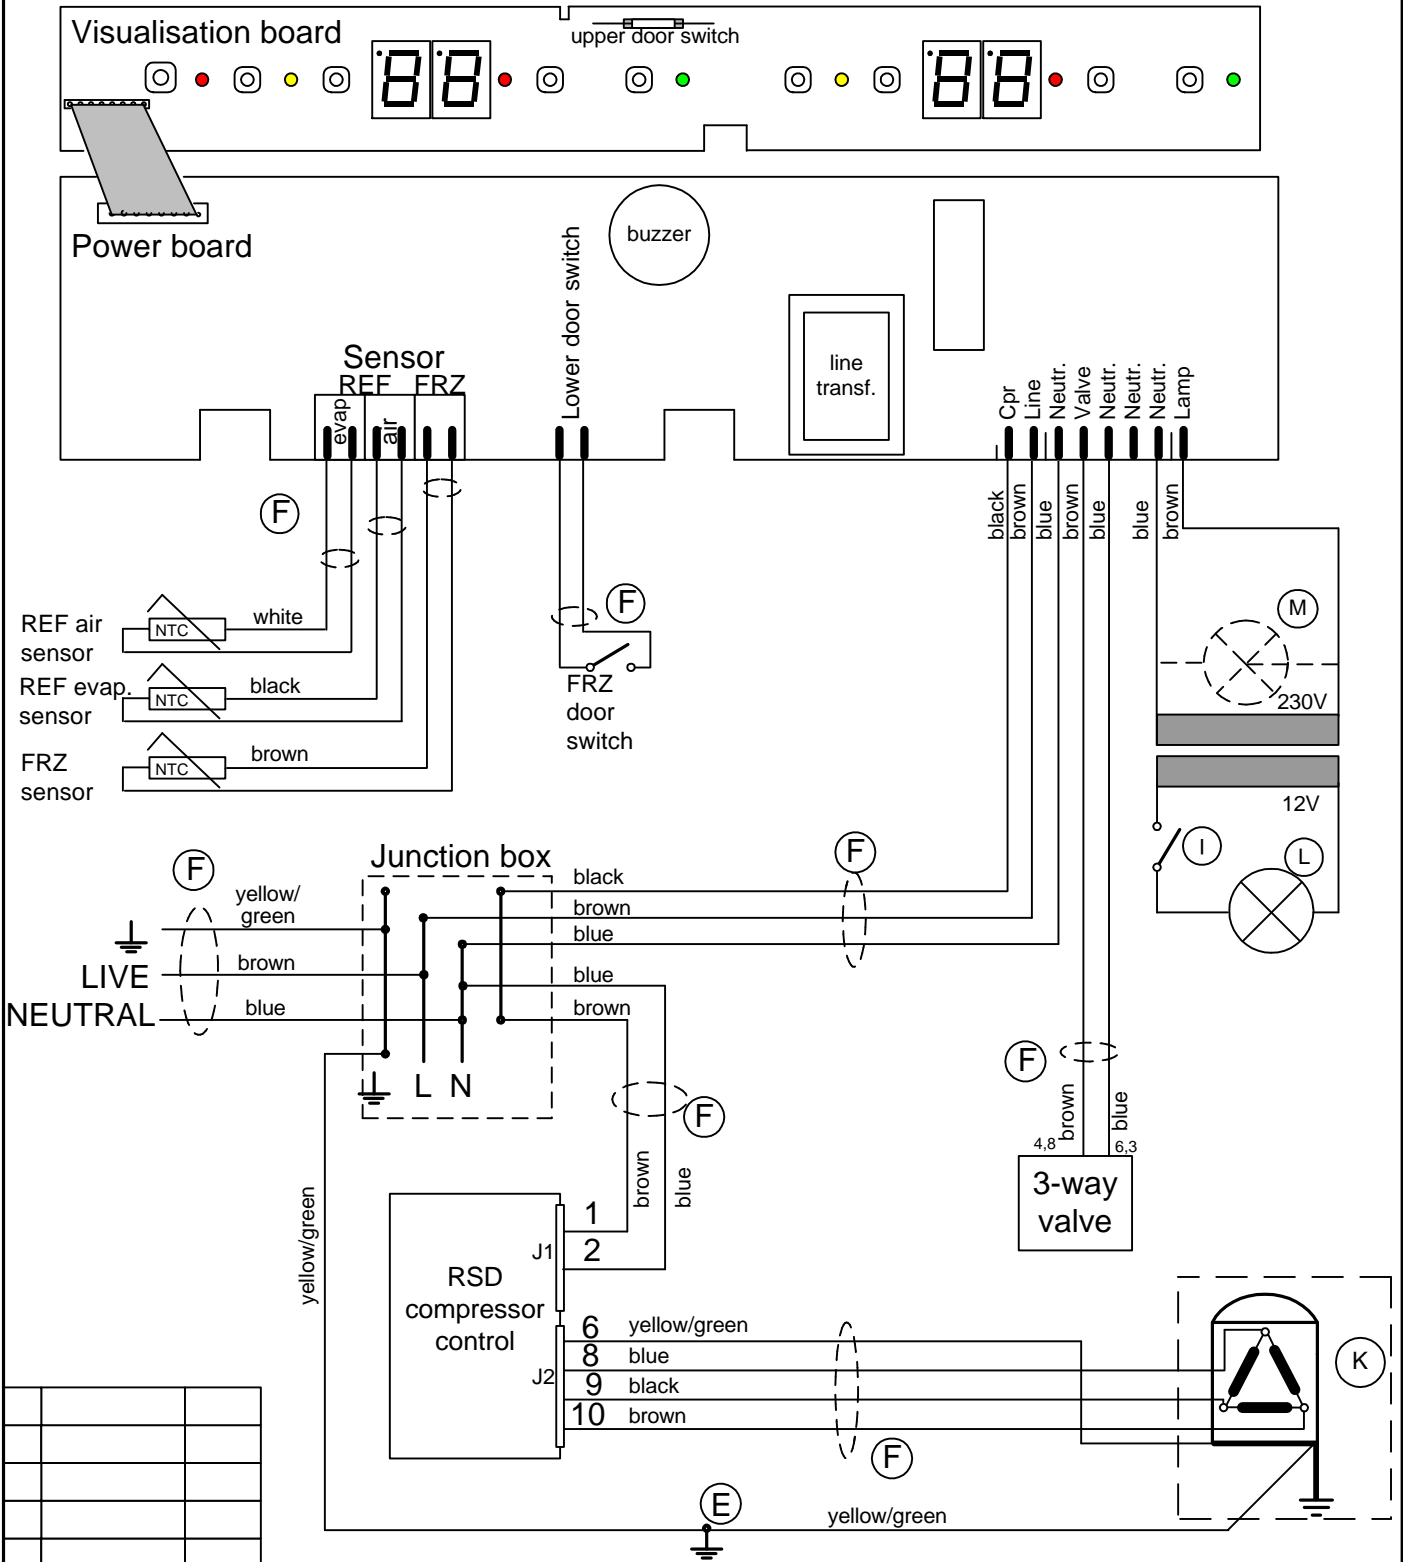 Visualisation board
upper door switch
Power board
buzzer
Lower door switch
line
transf.
Sensor
REF FRZ
evap
air
Cpr
Line
Neutr.
Valve
Neutr.
Neutr.
Neutr.
Lamp
black
brown
blue
brown
blue
blue
brown
F
REF air
sensor
NTC
white
REF evap.
sensor
NTC
black
FRZ
sensor
NTC
brown
F
FRZ
door
switch
M
230V
12V
I
L
Junction box
F
yellow/
green
LIVE
brown
NEUTRAL
blue
L N
black
brown
blue
F
blue
brown
F
brown
blue
F
brown
blue
4,8
6,3
3-way
valve
yellow/green
RSD
compressor
control
J1
1
2
J2
6 yellow/green
8 blue
9 black
10 brown
F
K
E
yellow/green